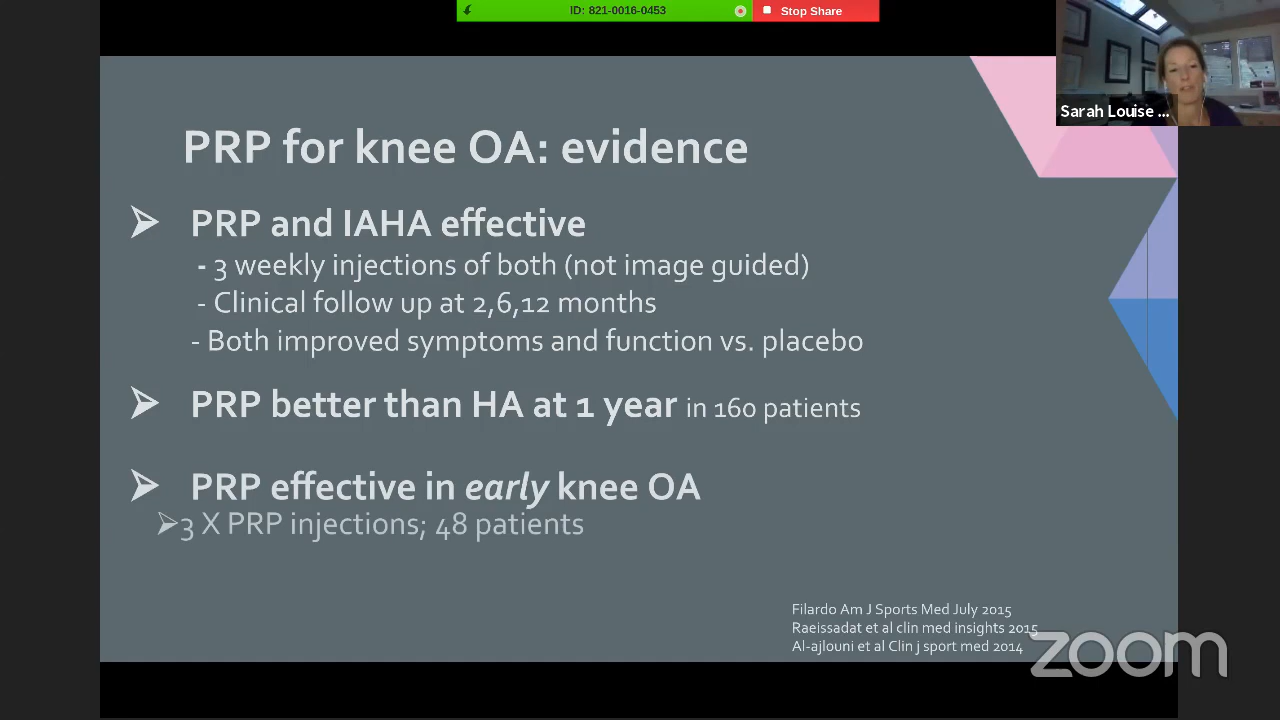 ID: 821-0016-0453
Stop Share
Sarah Louise ...
PRP for knee OA: evidence
PRP and IAHA effective
- 3 weekly injections of both (not image guided)
- Clinical follow up at 2,6,12 months
- Both improved symptoms and function vs. placebo
PRP better than HA at 1 year in 160 patients
PRP effective in early knee OA
3 X PRP injections; 48 patients
Filardo Am J Sports Med July 2015
Raeissadat et al clin med insights 2015
Al-ajlouni et al Clin j sport med 2014
zoom